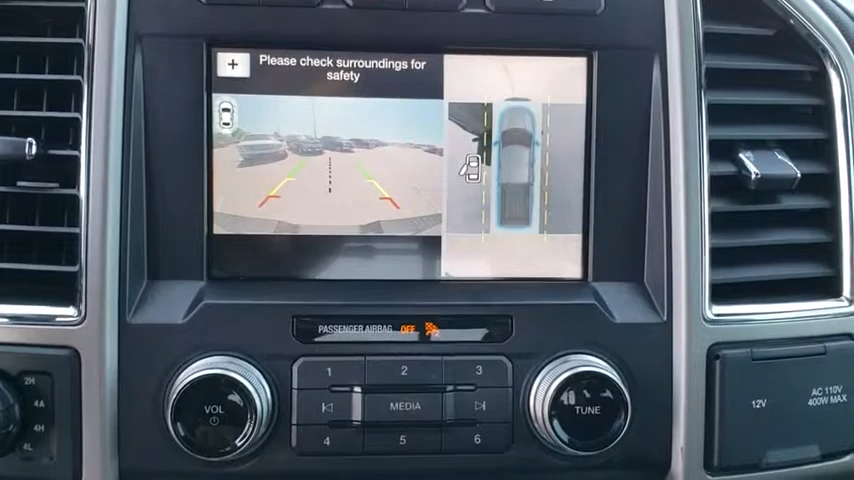 +
Please check surroundings for
safety
PASSENGER AIRBAG OFF
1 2 3
VOL
MEDIA
TUNE
4 5 6
2H
4A
4H
4L
12V
AC 110V
400W MAX